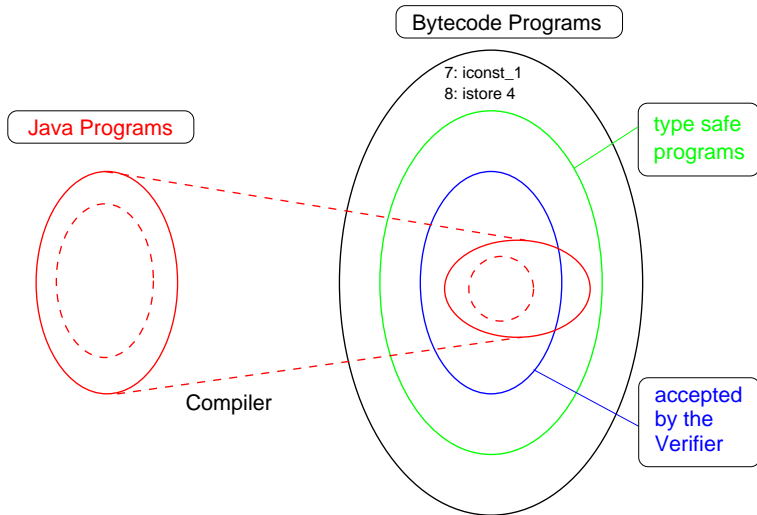 Bytecode Programs
7: iconst_1
8: istore 4
Java Programs
type safe
programs
Compiler
accepted
by the
Verifier